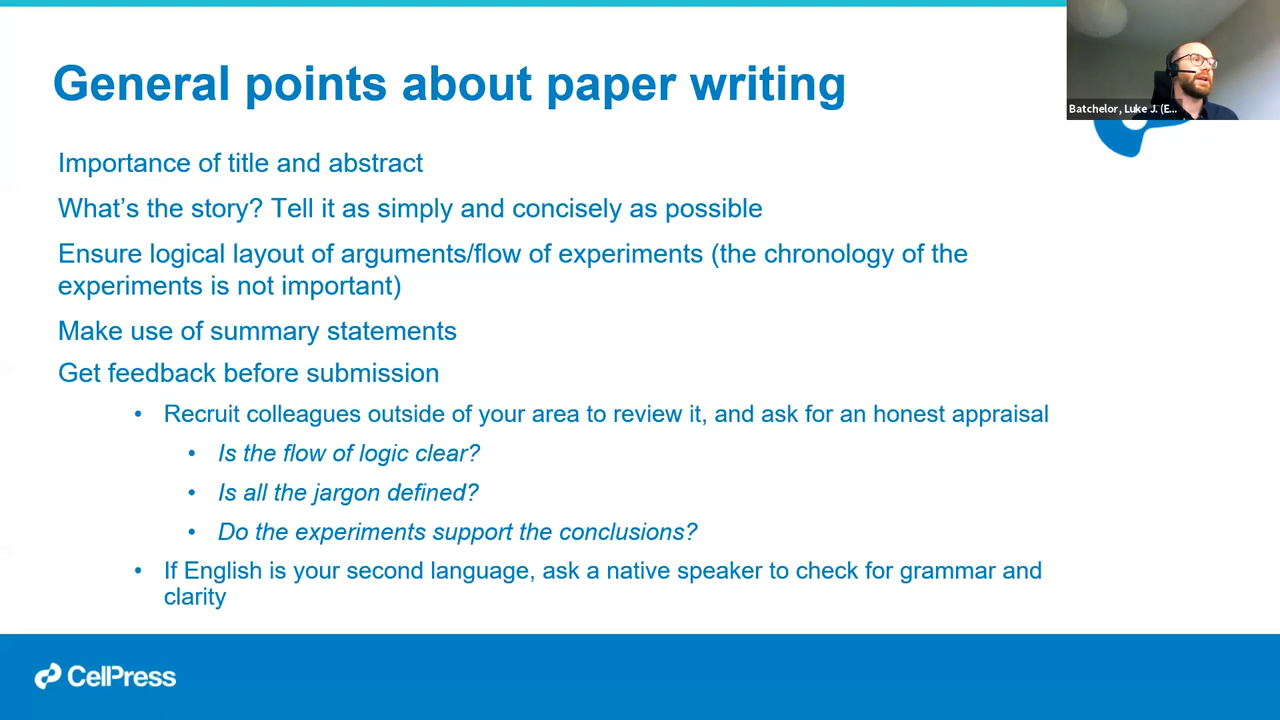 General points about paper writing
Batchelor, Luke J. (E...
Importance of title and abstract
What’s the story? Tell it as simply and concisely as possible
Ensure logical layout of arguments/flow of experiments (the chronology of the
experiments is not important)
Make use of summary statements
Get feedback before submission
• Recruit colleagues outside of your area to review it, and ask for an honest appraisal
• Is the flow of logic clear?
• Is all the jargon defined?
• Do the experiments support the conclusions?
• If English is your second language, ask a native speaker to check for grammar and
clarity
CellPress